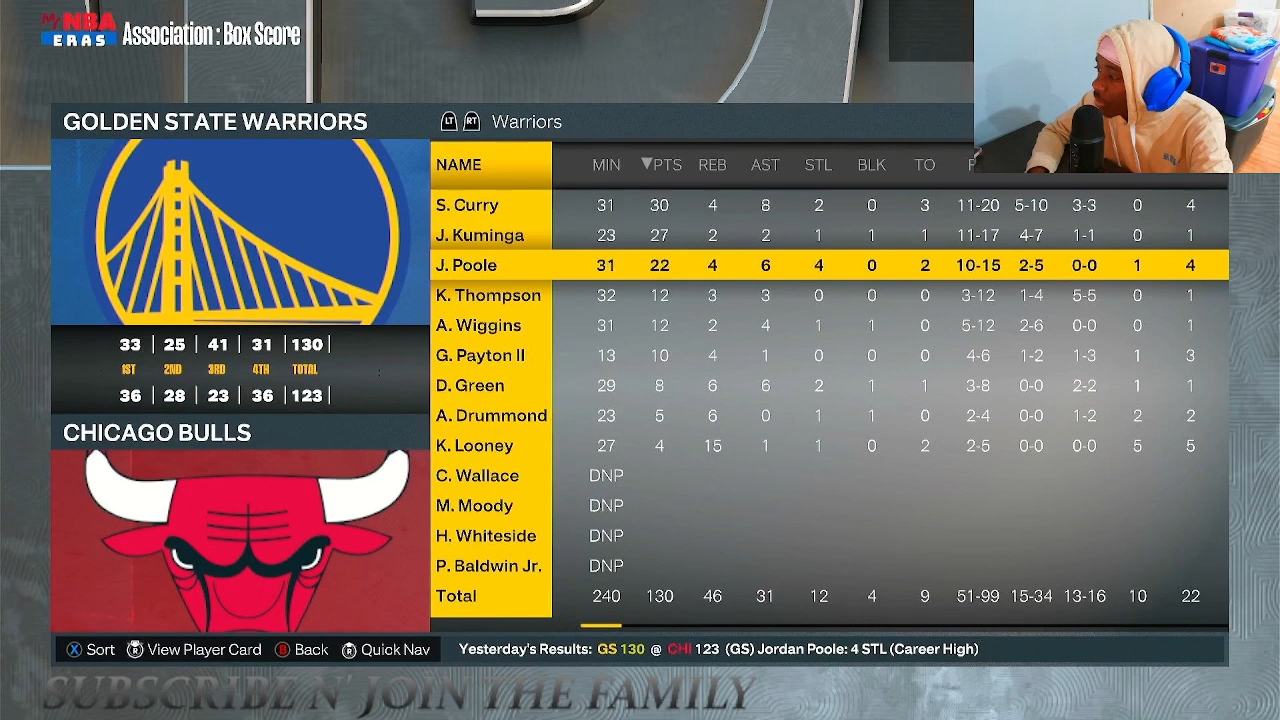 My NBA
ERAS
Association : Box Score
GOLDEN STATE WARRIORS
33 | 25 | 41 | 31 | 130 |
1ST 2ND 3RD 4TH TOTAL
36 | 28 | 23 | 36 | 123 |
CHICAGO BULLS
LT RT Warriors
NAME MIN ▼PTS REB AST STL BLK TO
S. Curry 31 30 4 8 2 0 3 11-20 5-10 3-3 0 4
J. Kuminga 23 27 2 2 1 1 1 11-17 4-7 1-1 0 1
J. Poole 31 22 4 6 4 0 2 10-15 2-5 0-0 1 4
K. Thompson 32 12 3 3 0 0 0 3-12 1-4 5-5 0 1
A. Wiggins 31 12 2 4 1 1 0 5-12 2-6 0-0 0 1
G. Payton II 13 10 4 1 0 0 0 4-6 1-2 1-3 1 3
D. Green 29 8 6 6 2 1 1 3-8 0-0 2-2 1 1
A. Drummond 23 5 6 0 1 1 0 2-4 0-0 1-2 2 2
K. Looney 27 4 15 1 1 0 2 2-5 0-0 0-0 5 5
C. Wallace DNP
M. Moody DNP
H. Whiteside DNP
P. Baldwin Jr. DNP
Total 240 130 46 31 12 4 9 51-99 15-34 13-16 10 22
X Sort R View Player Card B Back R Quick Nav
Yesterday's Results: GS 130 @ CHI 123 (GS) Jordan Poole: 4 STL (Career High)
SUBSCRIBE N' JOIN THE FAMILY